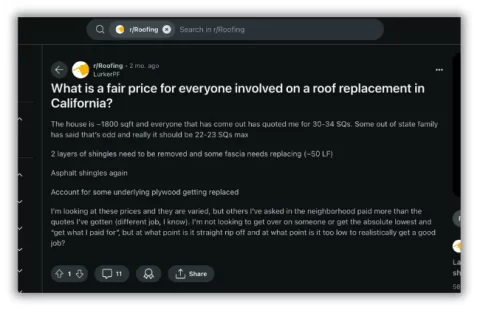 r/Roofing
Search in r/Roofing
r/Roofing • 2 mo. ago
LurkerPF
What is a fair price for everyone involved on a roof replacement in
California?
The house is ~1800 sqft and everyone that has come out has quoted me for 30-34 SQs. Some out of state family
has said that's odd and really it should be 22-23 SQs max
2 layers of shingles need to be removed and some fascia needs replacing (~50 LF)
Asphalt shingles again
Account for some underlying plywood getting replaced
I'm looking at these prices and they are varied, but others I've asked in the neighborhood paid more than the
quotes I've gotten (different job, I know). I'm not looking to get over on someone or get the absolute lowest and
"get what I paid for", but at what point is it straight rip off and at what point is it too low to realistically get a good
job?
1
11
Share
La
sh